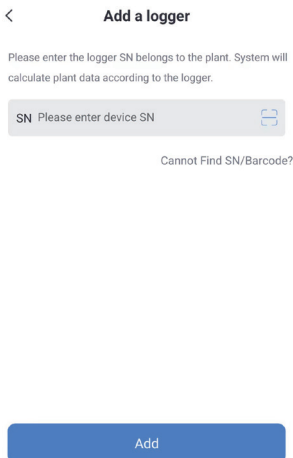 Add a logger
Please enter the logger SN belongs to the plant. System will
calculate plant data according to the logger.
SN Please enter device SN
Cannot Find SN/Barcode?
Add